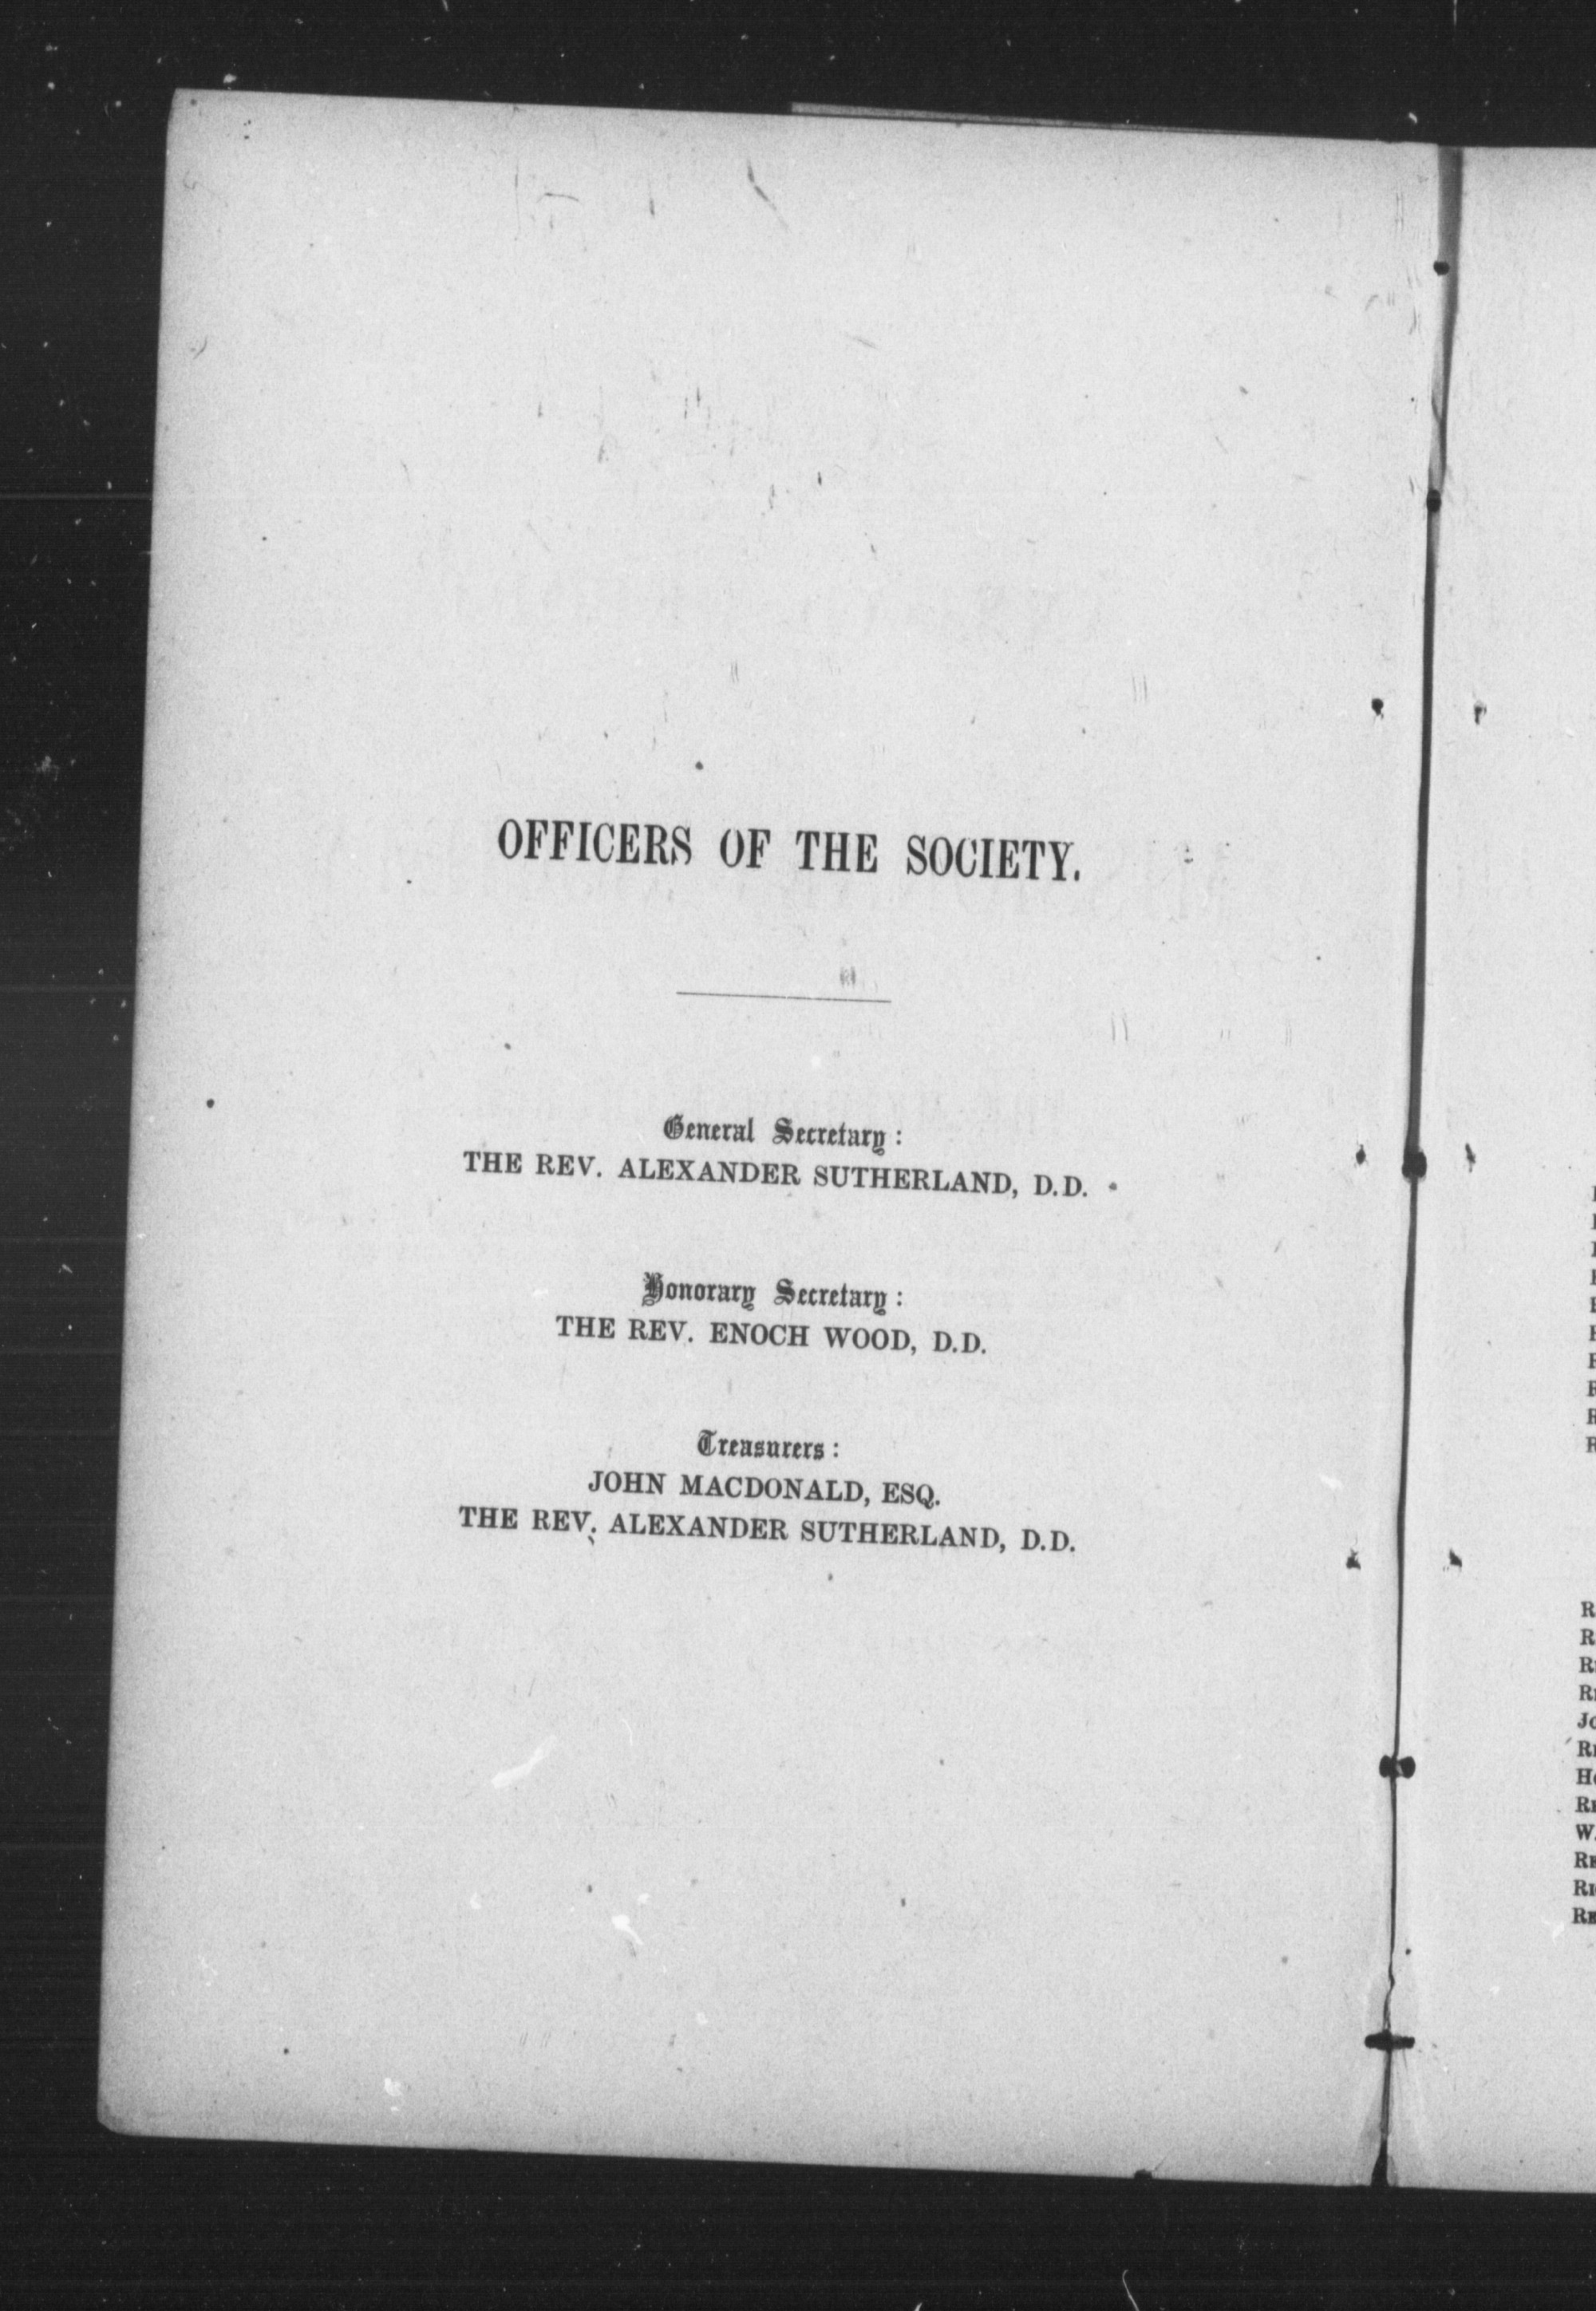 OFFICERS OF THE SOCIETY.
General Secretary:
THE REV. ALEXANDER SUTHERLAND, D.D.
Honorary Secretary:
THE REV. ENOCH WOOD, D.D.
Treasurers:
JOHN MACDONALD, ESQ.
THE REV. ALEXANDER SUTHERLAND, D.D.